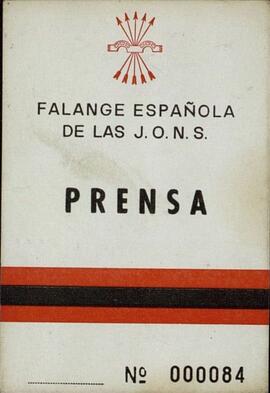 FALANGE ESPAÑOLA
DE LAS J.O.N.S.
PRENSA
Nº 000084